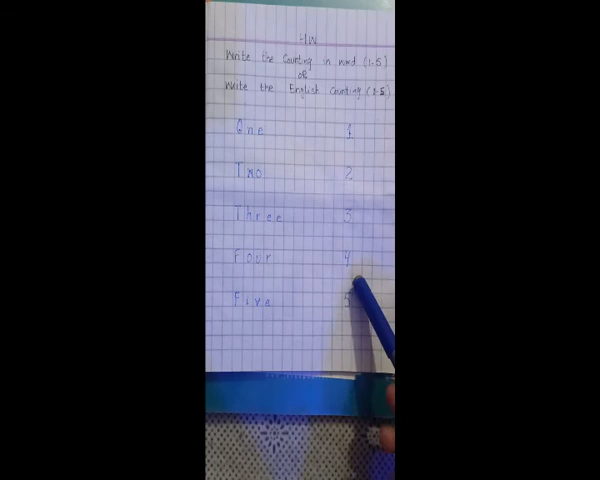 HW
Write the Counting in word (1-5)
OR
Write the English Counting (1-5)
One 1
Two 2
Three 3
Four 4
Five 5